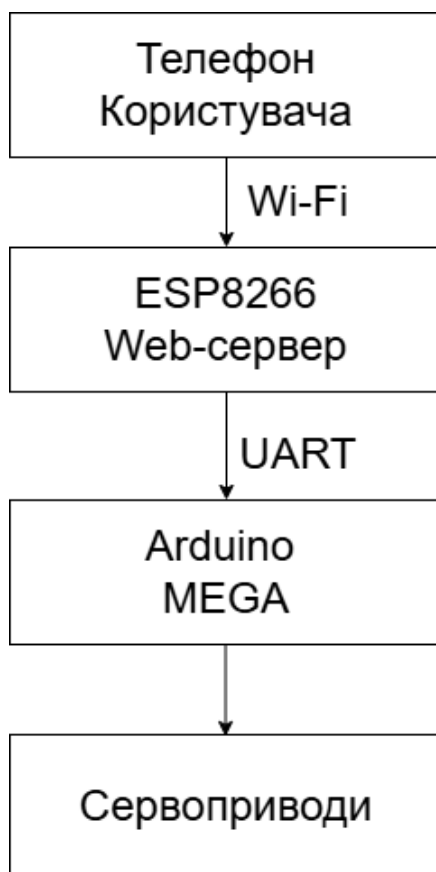 Телефон
Користувача
Wi-Fi
ESP8266
Web-сервер
UART
Arduino
MEGA
Сервоприводи